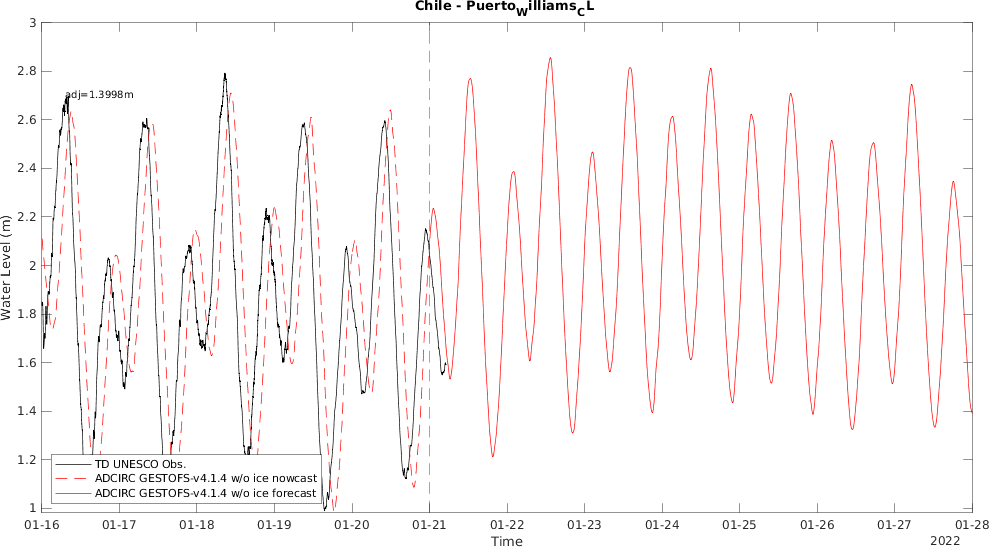 Chile - PuertoWilliamsCL
3
2.8
adj=1.3998m
2.6
2.4
2.2
2
1.8
1.6
1.4
1.2
1
Water Level (m)
TD UNESCO Obs.
ADCIRC GESTOFS-v4.1.4 w/o ice nowcast
ADCIRC GESTOFS-v4.1.4 w/o ice forecast
01-16 01-17 01-18 01-19 01-20 01-21 01-22 01-23 01-24 01-25 01-26 01-27 01-28
Time
2022